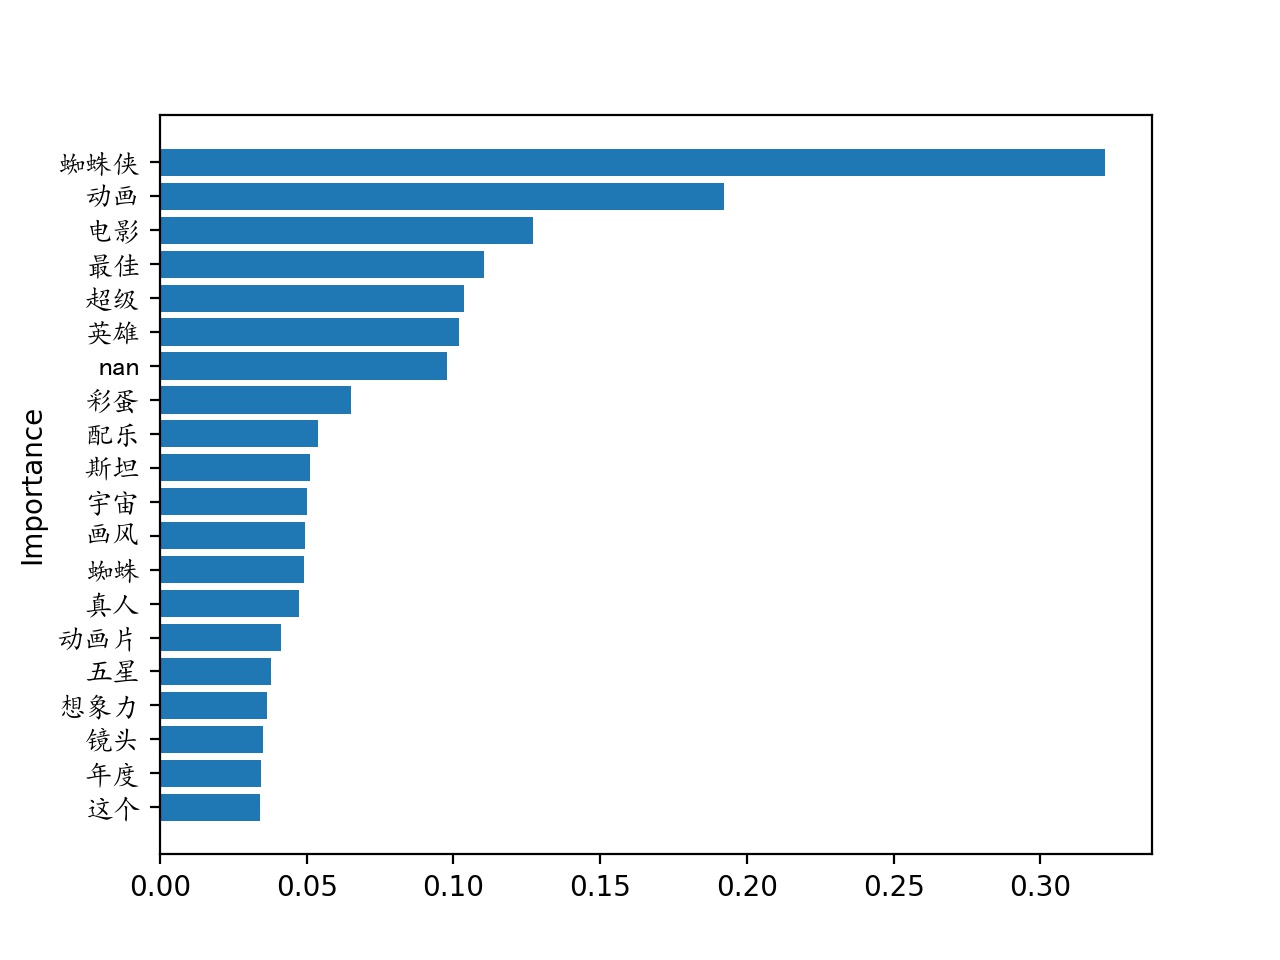 蜘蛛侠
动画
电影
最佳
超级
英雄
nan
彩蛋
配乐
斯坦
宇宙
画风
蜘蛛
真人
动画片
五星
想象力
镜头
年度
这个
Importance
0.00 0.05 0.10 0.15 0.20 0.25 0.30